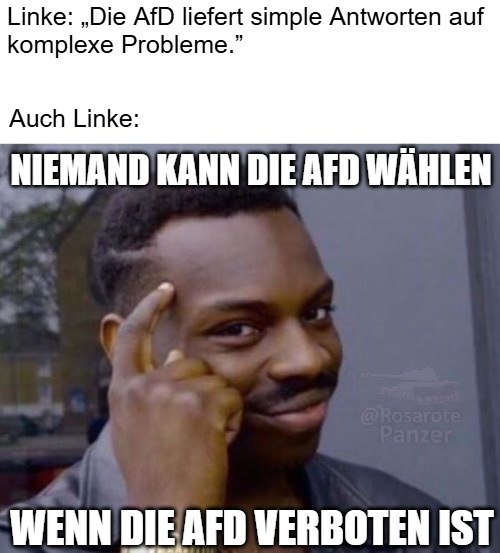 Linke: „Die AfD liefert simple Antworten auf
komplexe Probleme.”
Auch Linke:
NIEMAND KANN DIE AFD WÄHLEN
@Rosarote
Panzer
WENN DIE AFD VERBOTEN IST